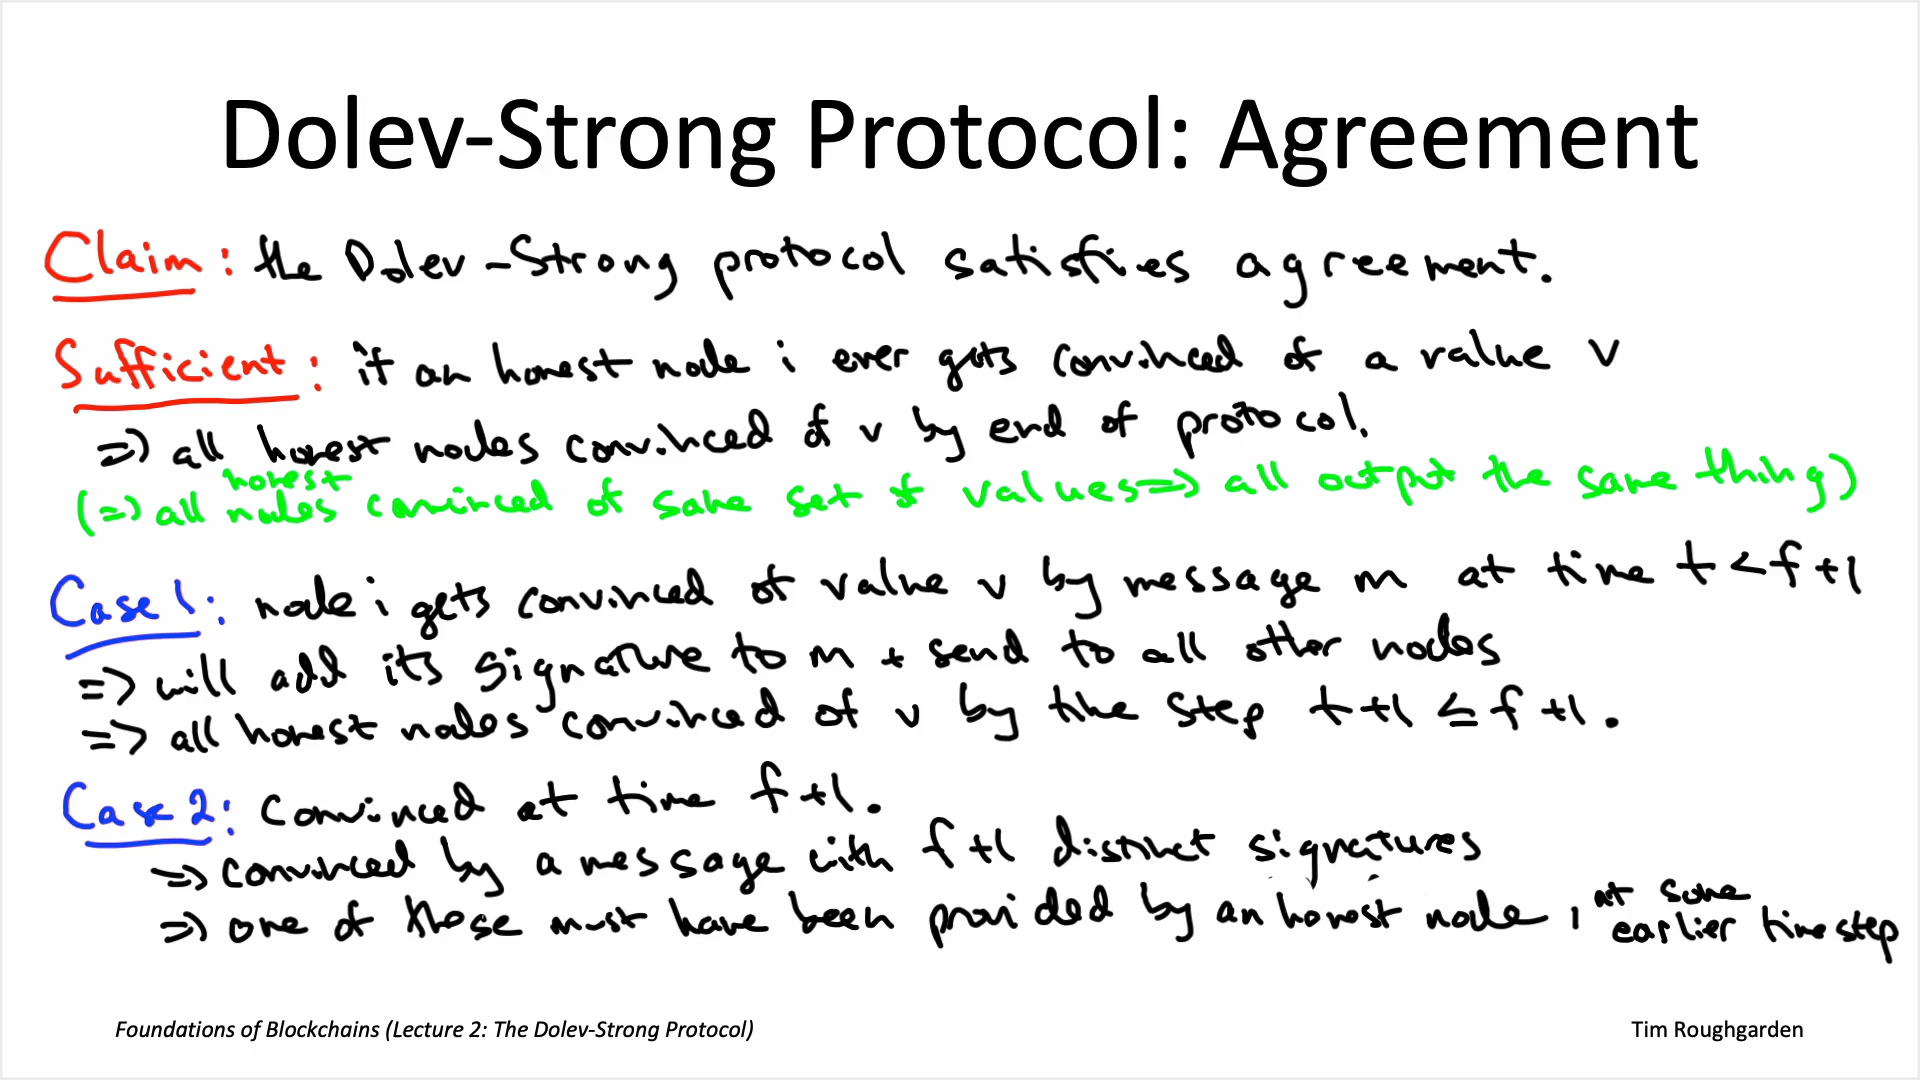 Dolev-Strong Protocol: Agreement
Claim: the Dolev-Strong protocol satisfies agreement.
Sufficient: if an honest node i ever gets convinced of a value v
=> all honest nodes convinced of v by end of protocol.
(=> all honest nodes convinced of same set of values => all output the same thing)
Case 1: node i gets convinced of value v by message m at time t < f+1
=> will add its signature to m + send to all other nodes
=> all honest nodes convinced of v by time step t+1 ≤ f+1.
Case 2: convinced at time f+1.
=> convinced by a message with f+1 distinct signatures
=> one of these must have been provided by an honest node, at some earlier time step
Foundations of Blockchains (Lecture 2: The Dolev-Strong Protocol)
Tim Roughgarden